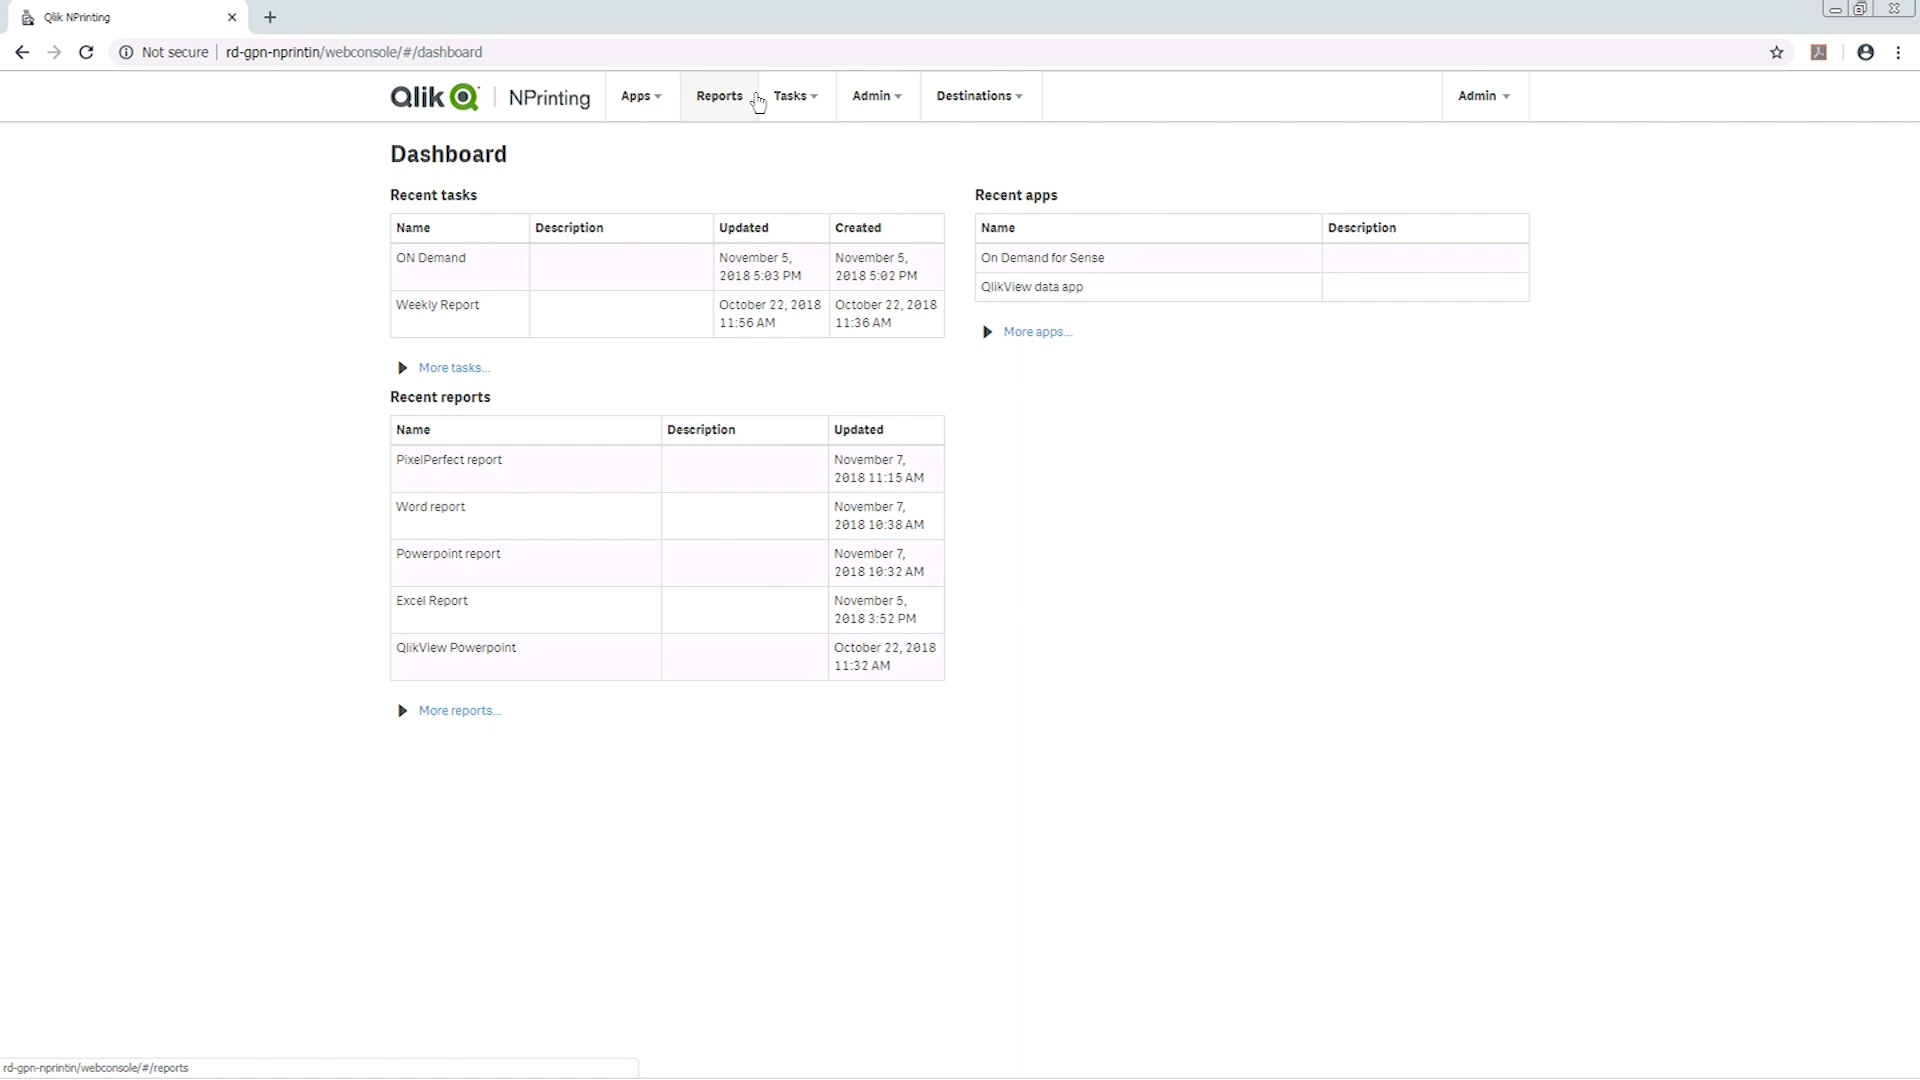 Qlik NPrinting
Not secure | rd-gpn-nprintin/webconsole/#/dashboard
Qlik NPrinting Apps Reports Tasks Admin Destinations Admin
Dashboard
Recent tasks
Name Description Updated Created
ON Demand November 5, 2018 5:03 PM November 5, 2018 5:02 PM
Weekly Report October 22, 2018 11:56 AM October 22, 2018 11:36 AM
More tasks...
Recent apps
Name Description
On Demand for Sense
QlikView data app
More apps...
Recent reports
Name Description Updated
PixelPerfect report November 7, 2018 11:15 AM
Word report November 7, 2018 10:38 AM
Powerpoint report November 7, 2018 10:32 AM
Excel Report November 5, 2018 3:52 PM
QlikView Powerpoint October 22, 2018 11:32 AM
More reports...
rd-gpn-nprintin/webconsole/#/reports